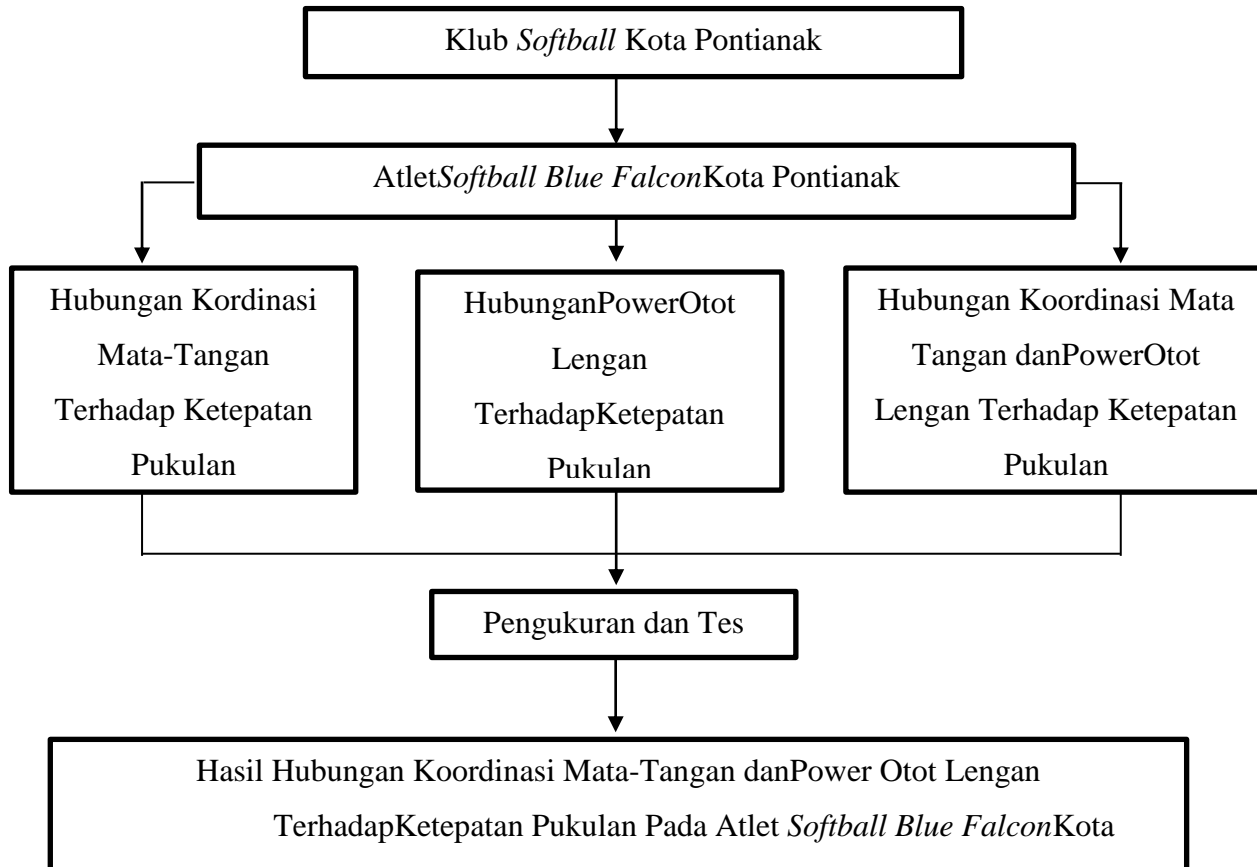 Klub Softball Kota Pontianak
AtletSoftball Blue FalconKota Pontianak
Hubungan Kordinasi
Mata-Tangan
Terhadap Ketepatan
Pukulan
HubunganPowerOtot
Lengan
TerhadapKetepatan
Pukulan
Hubungan Koordinasi Mata
Tangan danPowerOtot
Lengan Terhadap Ketepatan
Pukulan
Pengukuran dan Tes
Hasil Hubungan Koordinasi Mata-Tangan danPower Otot Lengan
TerhadapKetepatan Pukulan Pada Atlet Softball Blue FalconKota